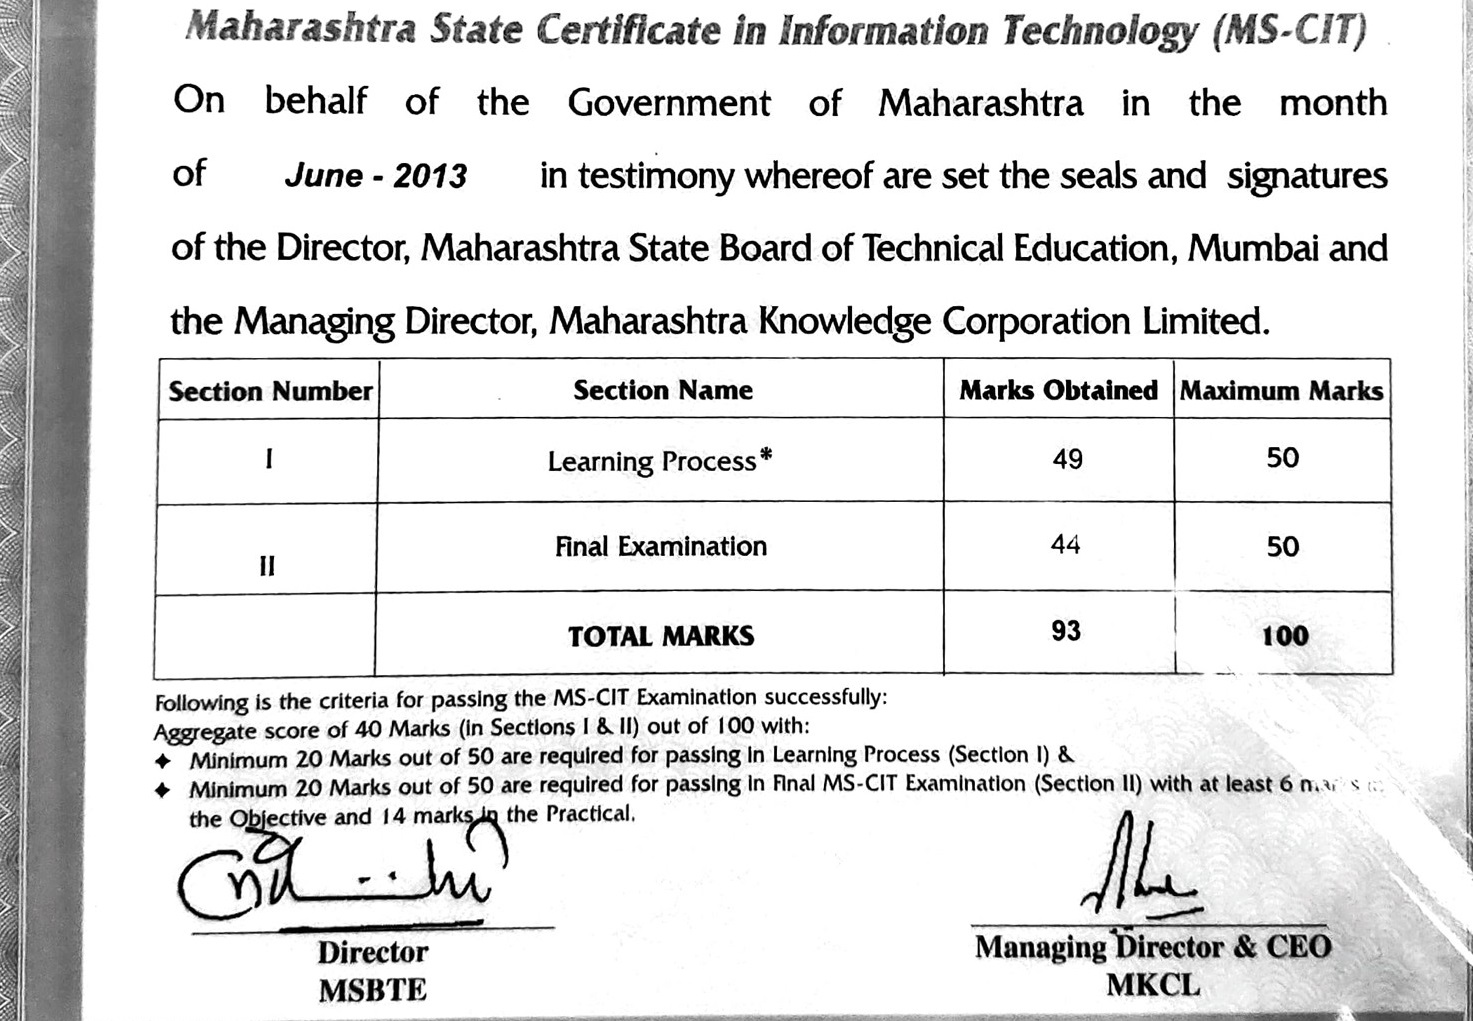 Maharashtra State Certificate in Information Technology (MS-CIT)
On behalf of the Government of Maharashtra in the month
of June - 2013 in testimony whereof are set the seals and signatures
of the Director, Maharashtra State Board of Technical Education, Mumbai and
the Managing Director, Maharashtra Knowledge Corporation Limited.
Section Number Section Name Marks Obtained Maximum Marks
I Learning Process* 49 50
II Final Examination 44 50
TOTAL MARKS 93 100
Following is the criteria for passing the MS-CIT Examination successfully:
Aggregate score of 40 Marks (in Sections I & II) out of 100 with:
✦ Minimum 20 Marks out of 50 are required for passing in Learning Process (Section I) &
✦ Minimum 20 Marks out of 50 are required for passing in Final MS-CIT Examination (Section II) with at least 6 marks
the Objective and 14 marks in the Practical.
Director
MSBTE
Managing Director & CEO
MKCL